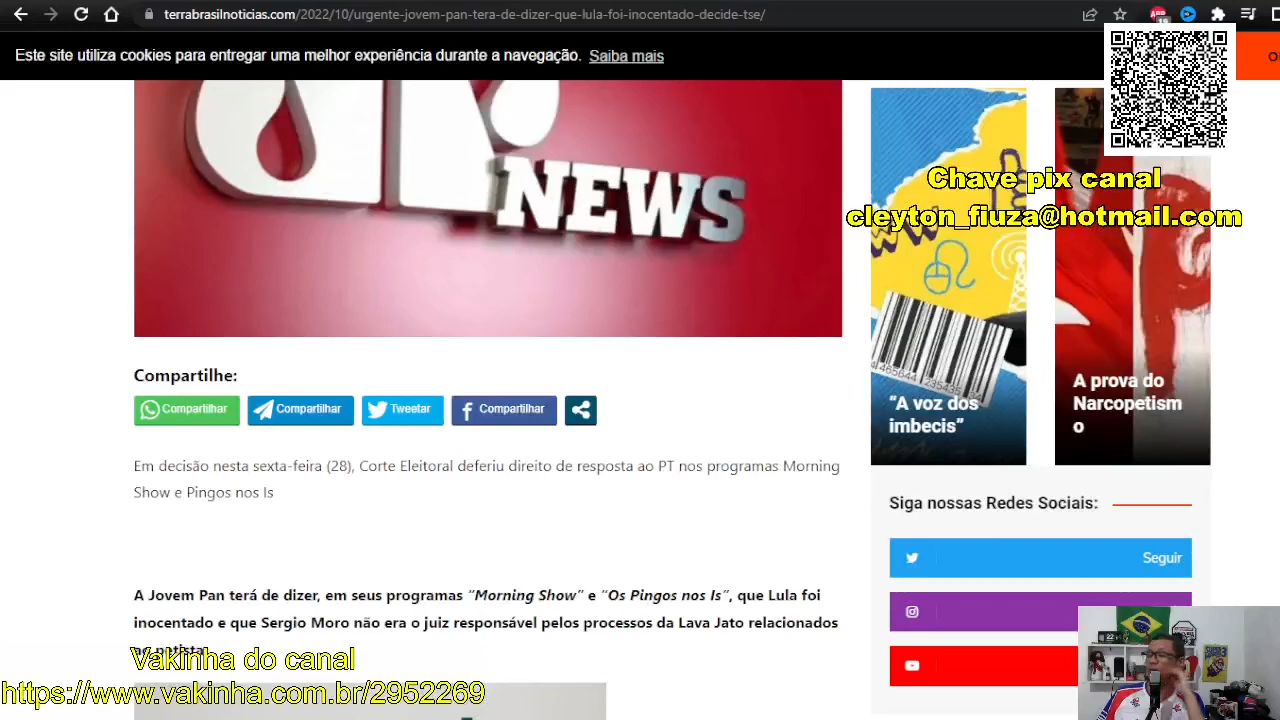 terrabrasilnoticias.com/2022/10/urgente-jovem-pan-tera-de-dizer-que-lula-foi-inocentado-decide-tse/
19
Este site utiliza cookies para entregar uma melhor experiência durante a navegação. Saiba mais
NEWS
Chave pix canal
cleyton_fiuza@hotmail.com
“A voz dos
imbecis”
A prova do
Narcopetism
o
Compartilhe:
Compartilhar
Compartilhar
Tweetar
Compartilhar
Em decisão nesta sexta-feira (28), Corte Eleitoral deferiu direito de resposta ao PT nos programas Morning
Show e Pingos nos Is
Siga nossas Redes Sociais:
Seguir
A Jovem Pan terá de dizer, em seus programas “Morning Show” e “Os Pingos nos Is”, que Lula foi
inocentado e que Sergio Moro não era o juiz responsável pelos processos da Lava Jato relacionados
Vakinha do canal
https://www.vakinha.com.br/2952269